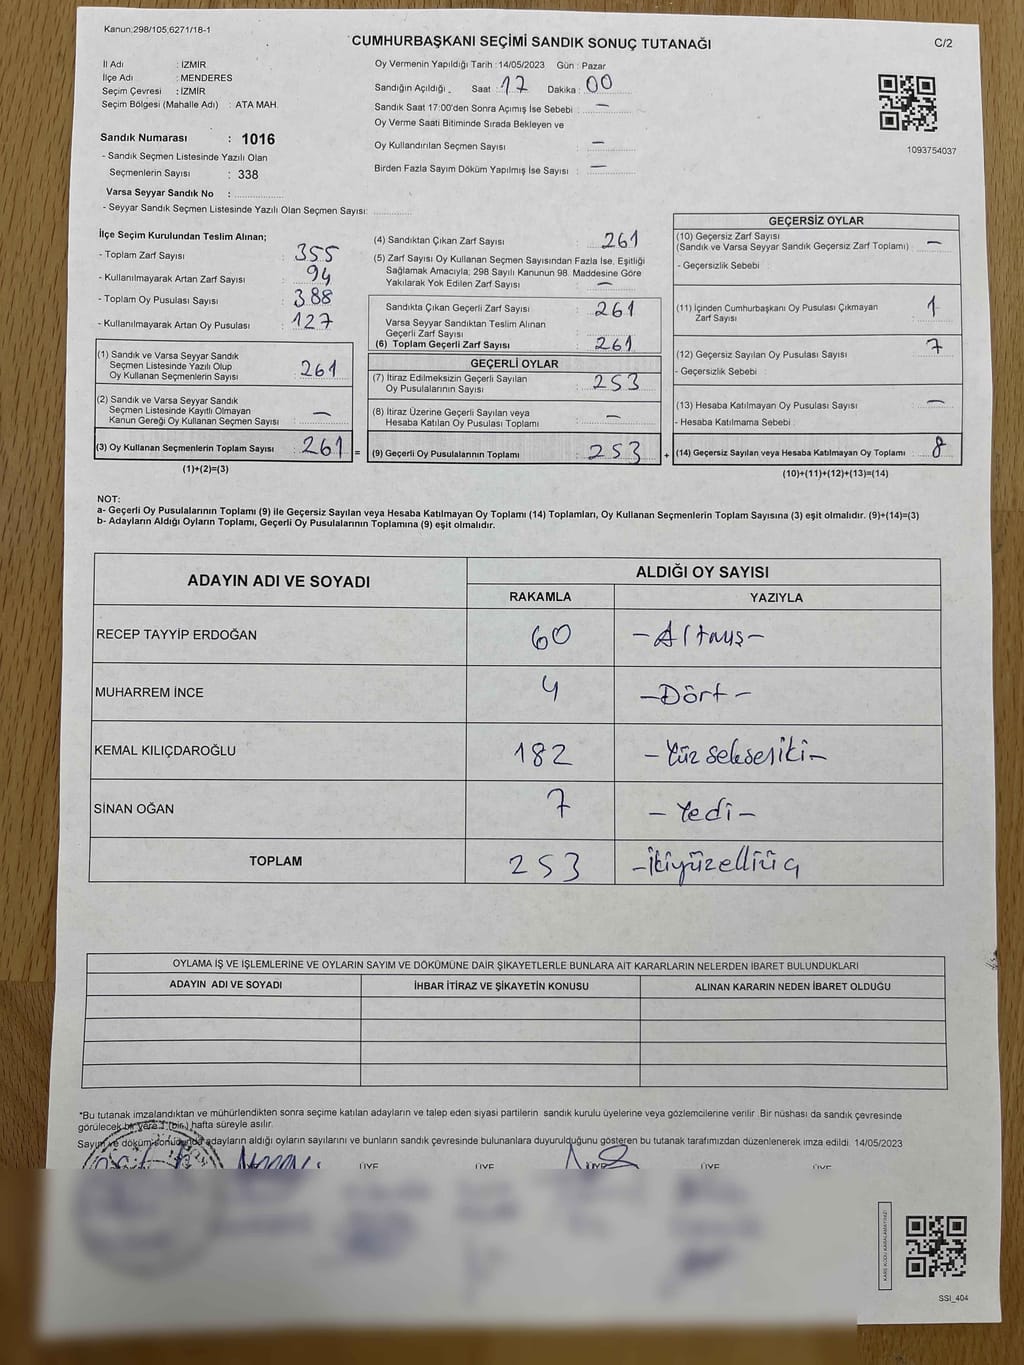 Kanun;298/105;6271/18-1
CUMHURBAŞKANI SEÇİMİ SANDIK SONUÇ TUTANAĞI
C/2
İl Adı : İZMİR
İlçe Adı : MENDERES
Seçim Çevresi : İZMİR
Seçim Bölgesi (Mahalle Adı) : ATA MAH.
Sandık Numarası : 1016
- Sandık Seçmen Listesinde Yazılı Olan
Seçmenlerin Sayısı : 338
Varsa Seyyar Sandık No :
- Seyyar Sandık Seçmen Listesinde Yazılı Olan Seçmen Sayısı:
Oy Vermenin Yapıldığı Tarih : 14/05/2023 Gün : Pazar
Sandığın Açıldığı . Saat : 17 Dakika : 00
Sandık Saat 17:00'den Sonra Açımış İse Sebebi : —
Oy Verme Saati Bitiminde Sırada Bekleyen ve
Oy Kullandırılan Seçmen Sayısı : —
Birden Fazla Sayım Döküm Yapılmış İse Sayısı : —
1093754037
İlçe Seçim Kurulundan Teslim Alınan;
- Toplam Zarf Sayısı : 355
- Kullanılmayarak Artan Zarf Sayısı : 94
- Toplam Oy Pusulası Sayısı : 388
- Kullanılmayarak Artan Oy Pusulası : 127
(1) Sandık ve Varsa Seyyar Sandık
Seçmen Listesinde Yazılı Olup
Oy Kullanan Seçmenlerin Sayısı : 261
(2) Sandık ve Varsa Seyyar Sandık
Seçmen Listesinde Kayıtlı Olmayan
Kanun Gereği Oy Kullanan Seçmen Sayısı : —
(3) Oy Kullanan Seçmenlerin Toplam Sayısı : 261 =
(1)+(2)=(3)
(4) Sandıktan Çıkan Zarf Sayısı : 261
(5) Zarf Sayısı Oy Kullanan Seçmen Sayısından Fazla İse, Eşitliği
Sağlamak Amacıyla; 298 Sayılı Kanunun 98. Maddesine Göre
Yakılarak Yok Edilen Zarf Sayısı : —
Sandıkta Çıkan Geçerli Zarf Sayısı : 261
Varsa Seyyar Sandıktan Teslim Alınan
Geçerli Zarf Sayısı :
(6) Toplam Geçerli Zarf Sayısı : 261
GEÇERLİ OYLAR
(7) İtiraz Edilmeksizin Geçerli Sayılan
Oy Pusulalarının Sayısı : 253
(8) İtiraz Üzerine Geçerli Sayılan veya
Hesaba Katılan Oy Pusulası Toplamı : —
(9) Geçerli Oy Pusulalarının Toplamı : 253 +
GEÇERSİZ OYLAR
(10) Geçersiz Zarf Sayısı
(Sandık ve Varsa Seyyar Sandık Geçersiz Zarf Toplamı) : —
- Geçersizlik Sebebi :
(11) İçinden Cumhurbaşkanı Oy Pusulası Çıkmayan
Zarf Sayısı : 1
(12) Geçersiz Sayılan Oy Pusulası Sayısı : 7
- Geçersizlik Sebebi :
(13) Hesaba Katılmayan Oy Pusulası Sayısı : —
- Hesaba Katılmama Sebebi :
(14) Geçersiz Sayılan veya Hesaba Katılmayan Oy Toplamı : 8
(10)+(11)+(12)+(13)=(14)
NOT:
a- Geçerli Oy Pusulalarının Toplamı (9) ile Geçersiz Sayılan veya Hesaba Katılmayan Oy Toplamı (14) Toplamları, Oy Kullanan Seçmenlerin Toplam Sayısına (3) eşit olmalıdır. (9)+(14)=(3)
b- Adayların Aldığı Oyların Toplamı, Geçerli Oy Pusulalarının Toplamına (9) eşit olmalıdır.
ADAYIN ADI VE SOYADI ALDIĞI OY SAYISI
RAKAMLA YAZIYLA
RECEP TAYYİP ERDOĞAN 60 -Altmış-
MUHARREM İNCE 4 -Dört-
KEMAL KILIÇDAROĞLU 182 -Yüz sekseniki-
SİNAN OĞAN 7 -Yedi-
TOPLAM 253 -İkiyüzelliüç
OYLAMA İŞ VE İŞLEMLERİNE VE OYLARIN SAYIM VE DÖKÜMÜNE DAİR ŞİKAYETLERLE BUNLARA AİT KARARLARIN NELERDEN İBARET BULUNDUKLARI
ADAYIN ADI VE SOYADI İHBAR İTİRAZ VE ŞİKAYETİN KONUSU ALINAN KARARIN NEDEN İBARET OLDUĞU
*Bu tutanak imzalandıktan ve mühürlendikten sonra seçime katılan adayların ve talep eden siyasi partilerin sandık kurulu üyelerine veya gözlemcilerine verilir. Bir nüshası da sandık çevresinde
görülecek bir yere 1 (bir) hafta süreyle asılır.
Sayım ve döküm sonucunda adayların aldığı oyların sayılarını ve bunların sandık çevresinde bulunanlara duyurulduğunu gösteren bu tutanak tarafımızdan düzenlenerek imza edildi. 14/05/2023
ÜYE ÜYE ÜYE ÜYE ÜYE
KARE KODU KARALAMAYINIZ!
SSİ_404